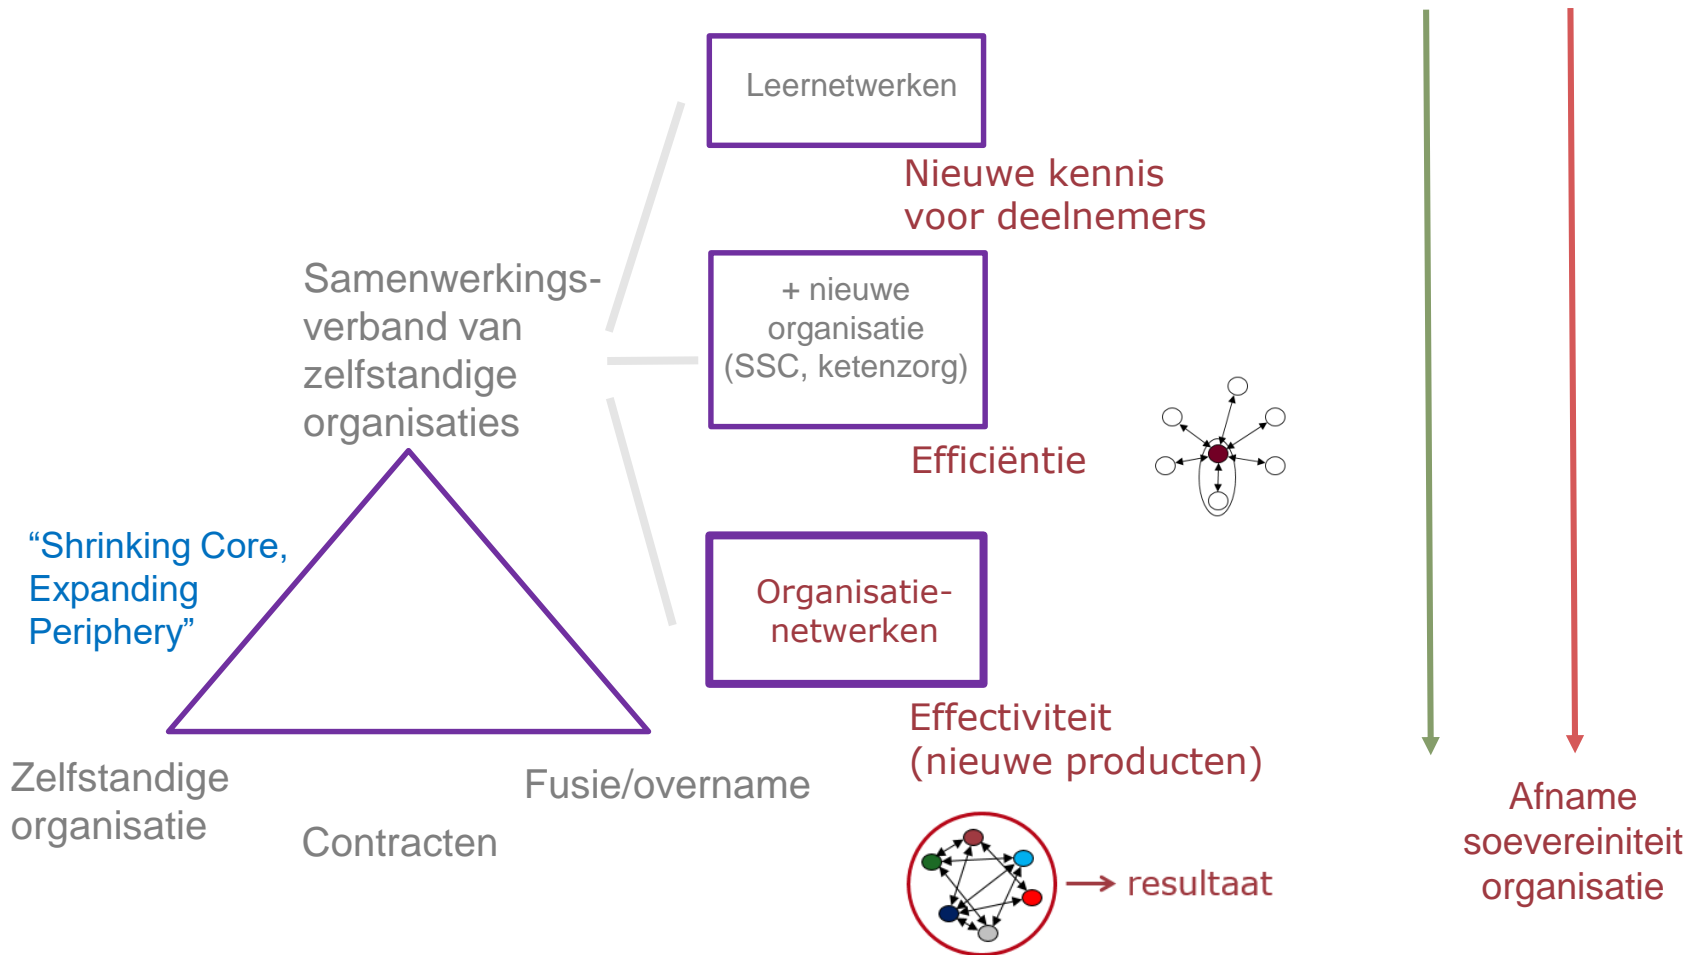 Leernetwerken
Nieuwe kennis
voor deelnemers
Samenwerkings-
verband van
zelfstandige
organisaties
+ nieuwe
organisatie
(SSC, ketenzorg)
Efficiëntie
“Shrinking Core,
Expanding
Periphery”
Organisatie-
netwerken
Effectiviteit
(nieuwe producten)
Zelfstandige
organisatie
Contracten
Fusie/overname
resultaat
Afname
soevereiniteit
organisatie